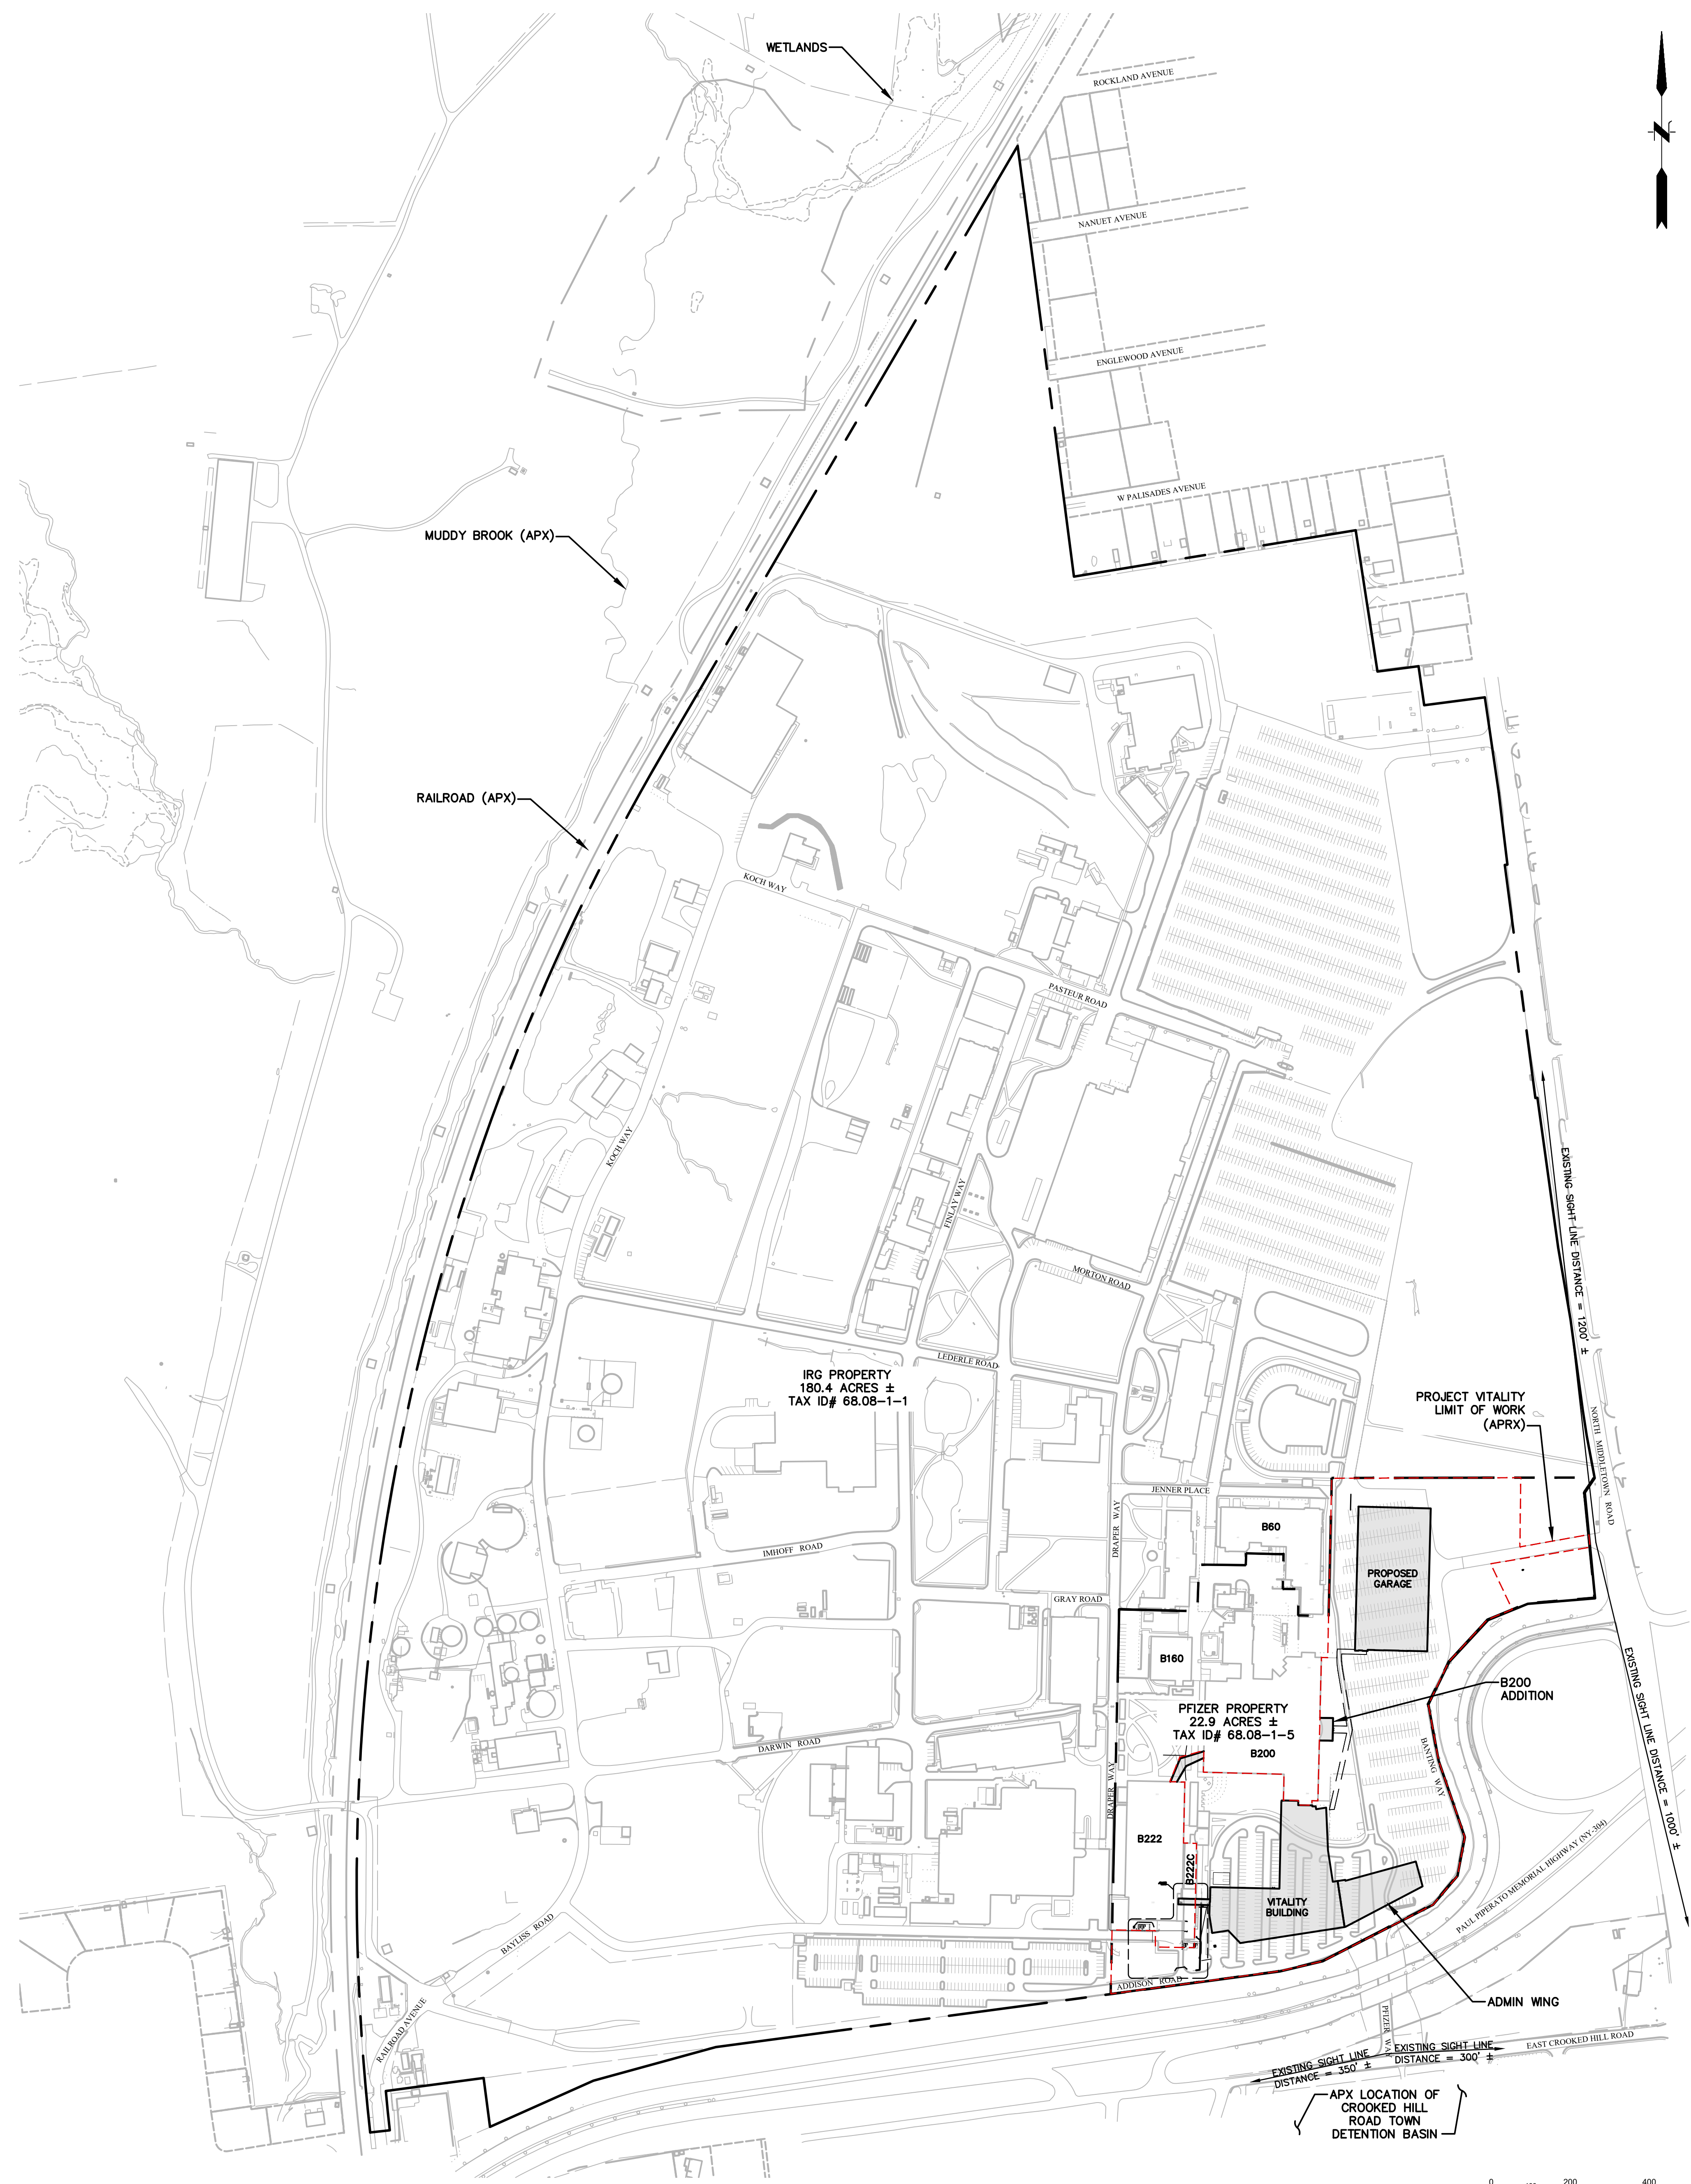 WETLANDS
ROCKLAND AVENUE
N
NANUET AVENUE
ENGLEWOOD AVENUE
W PALISADES AVENUE
MUDDY BROOK (APX)
RAILROAD (APX)
KOCH WAY
PASTEUR ROAD
KOCH WAY
FINLAY WAY
MORTON ROAD
EXISTING SIGHT LINE DISTANCE = 1200' ±
LEDERLE ROAD
IRG PROPERTY
180.4 ACRES ±
TAX ID# 68.08-1-1
PROJECT VITALITY
LIMIT OF WORK
(APRX)
NORTH MIDDLETOWN ROAD
JENNER PLACE
DRAPER WAY
B60
IMHOFF ROAD
PROPOSED
GARAGE
GRAY ROAD
B160
EXISTING SIGHT LINE DISTANCE = 1000' ±
B200
ADDITION
PFIZER PROPERTY
22.9 ACRES ±
TAX ID# 68.08-1-5
B200
DARWIN ROAD
BANTING WAY
DRAPER WAY
B222
B222C
PAUL PIPERATO MEMORIAL HIGHWAY (NY-304)
VITALITY
BUILDING
BAYLISS ROAD
ADDISON ROAD
ADMIN WING
RAILROAD AVENUE
PFIZER WAY
EAST CROOKED HILL ROAD
EXISTING SIGHT LINE
DISTANCE = 300' ±
EXISTING SIGHT LINE
DISTANCE = 350' ±
APX LOCATION OF
CROOKED HILL
ROAD TOWN
DETENTION BASIN
0 200 400